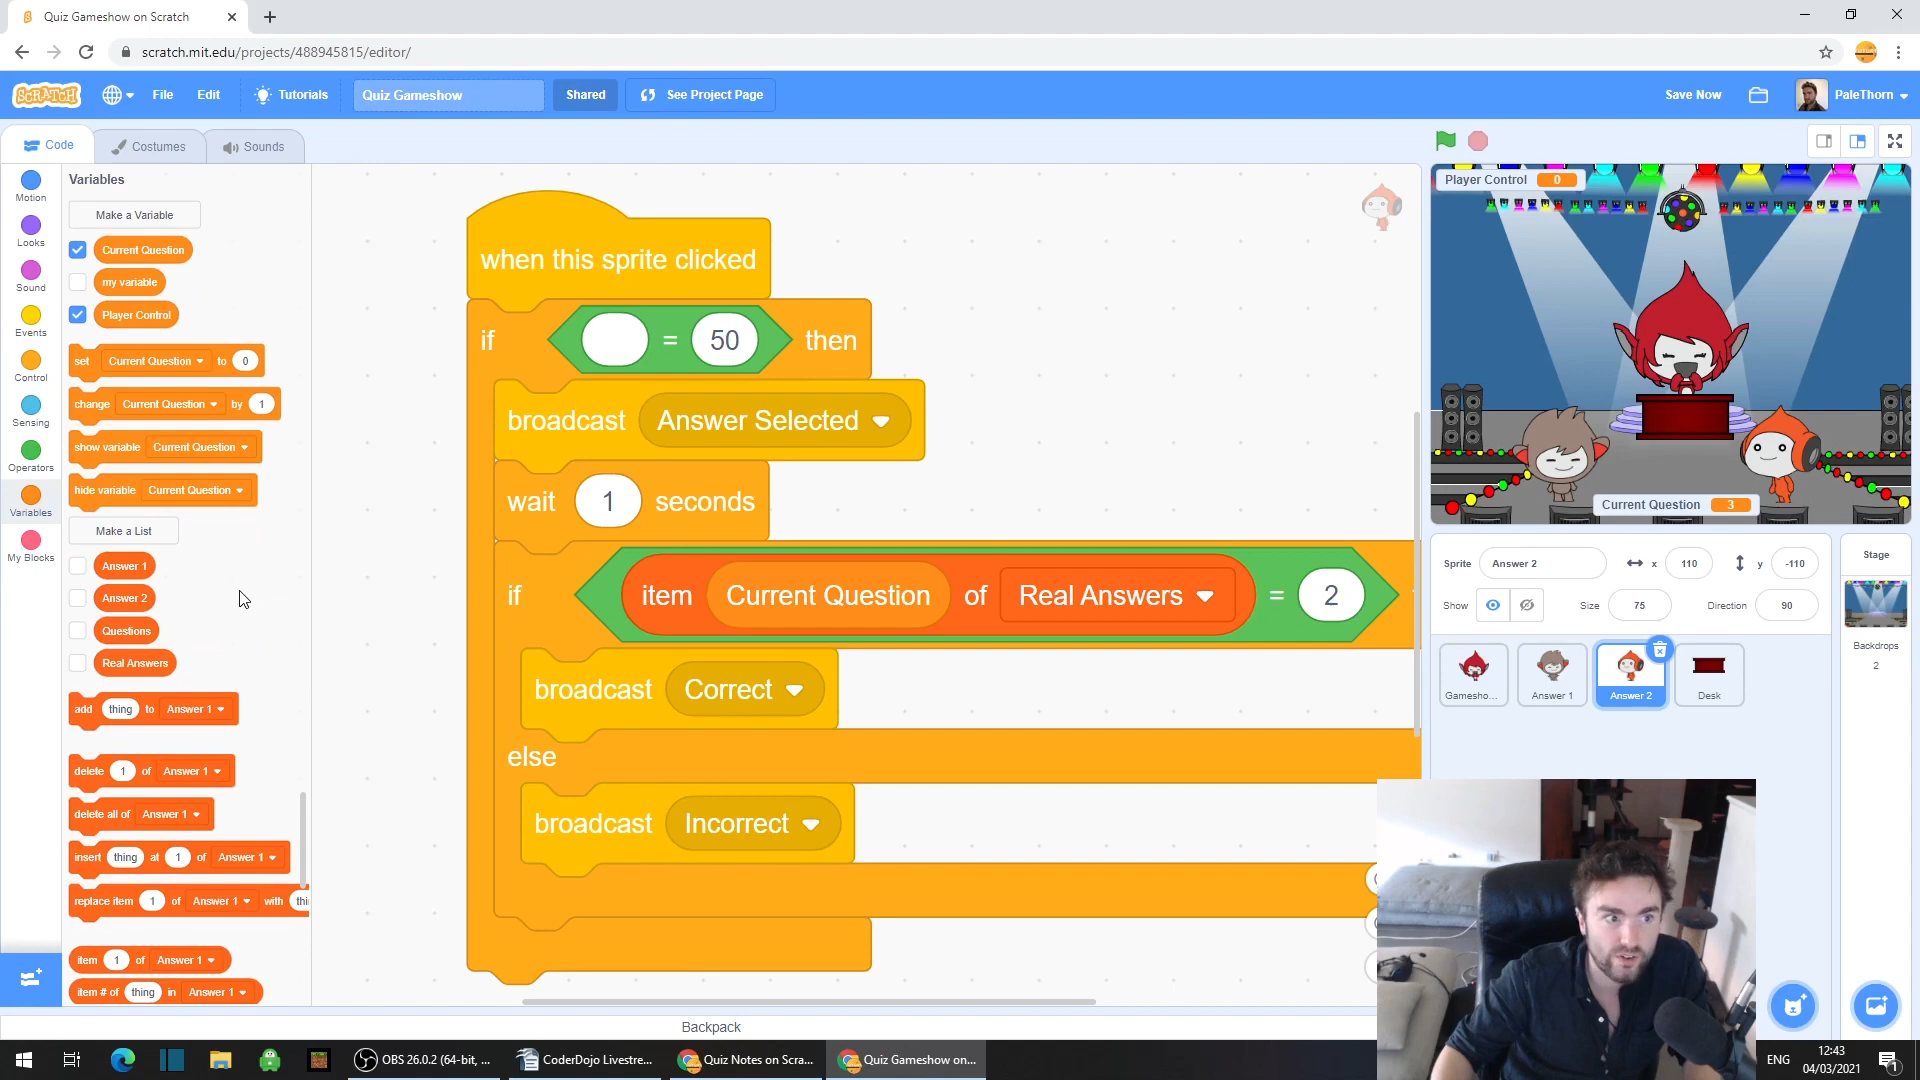 Quiz Gameshow on Scratch
scratch.mit.edu/projects/488945815/editor/
SCRATCH
File
Edit
Tutorials
Quiz Gameshow
Shared
See Project Page
Save Now
PaleThorn
Code
Costumes
Sounds
Motion
Looks
Sound
Events
Control
Sensing
Operators
Variables
My Blocks
Variables
Make a Variable
Current Question
my variable
Player Control
set Current Question to 0
change Current Question by 1
show variable Current Question
hide variable Current Question
Make a List
Answer 1
Answer 2
Questions
Real Answers
add thing to Answer 1
delete 1 of Answer 1
delete all of Answer 1
insert thing at 1 of Answer 1
replace item 1 of Answer 1 with thi
item 1 of Answer 1
item # of thing in Answer 1
when this sprite clicked
if = 50 then
broadcast Answer Selected
wait 1 seconds
if item Current Question of Real Answers = 2
broadcast Correct
else
broadcast Incorrect
Backpack
Player Control 0
Current Question 3
Sprite Answer 2 x 110 y -110
Show Size 75 Direction 90
Gamesho...
Answer 1
Answer 2
Desk
Stage
Backdrops
2
OBS 26.0.2 (64-bit, ...
CoderDojo Livestre...
Quiz Notes on Scra...
Quiz Gameshow on...
ENG
12:43
04/03/2021
1